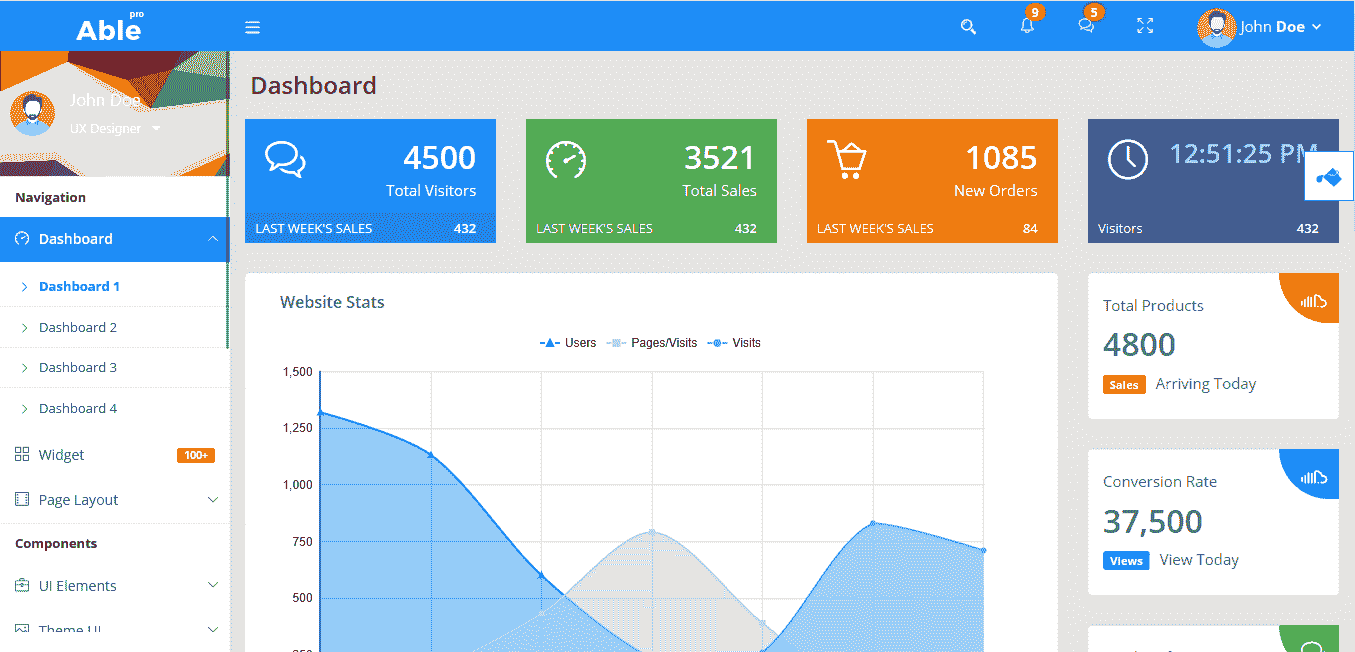 Able pro
9
5
John Doe
John Doe
UX Designer
Navigation
Dashboard
Dashboard 1
Dashboard 2
Dashboard 3
Dashboard 4
Widget 100+
Page Layout
Components
UI Elements
Theme UI
Dashboard
4500
Total Visitors
LAST WEEK'S SALES 432
3521
Total Sales
LAST WEEK'S SALES 432
1085
New Orders
LAST WEEK'S SALES 84
12:51:25 PM
Visitors 432
Website Stats
Users Pages/Visits Visits
1,500
1,250
1,000
750
500
250
Total Products
4800
Sales Arriving Today
Conversion Rate
37,500
Views View Today